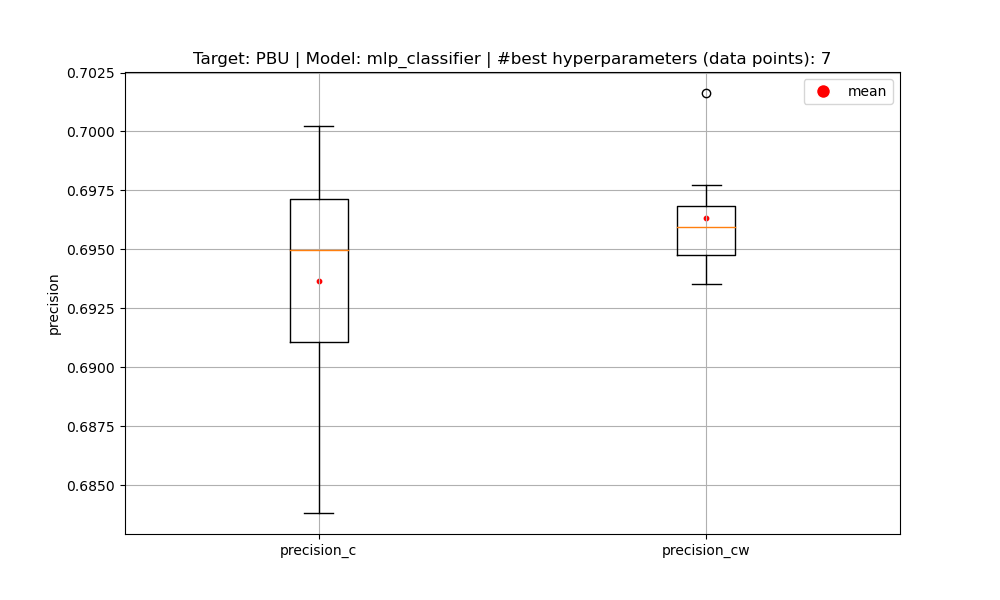 Target: PBU | Model: mlp_classifier | #best hyperparameters (data points): 7
mean
0.7025
0.7000
0.6975
0.6950
0.6925
0.6900
0.6875
0.6850
precision
precision_c
precision_cw